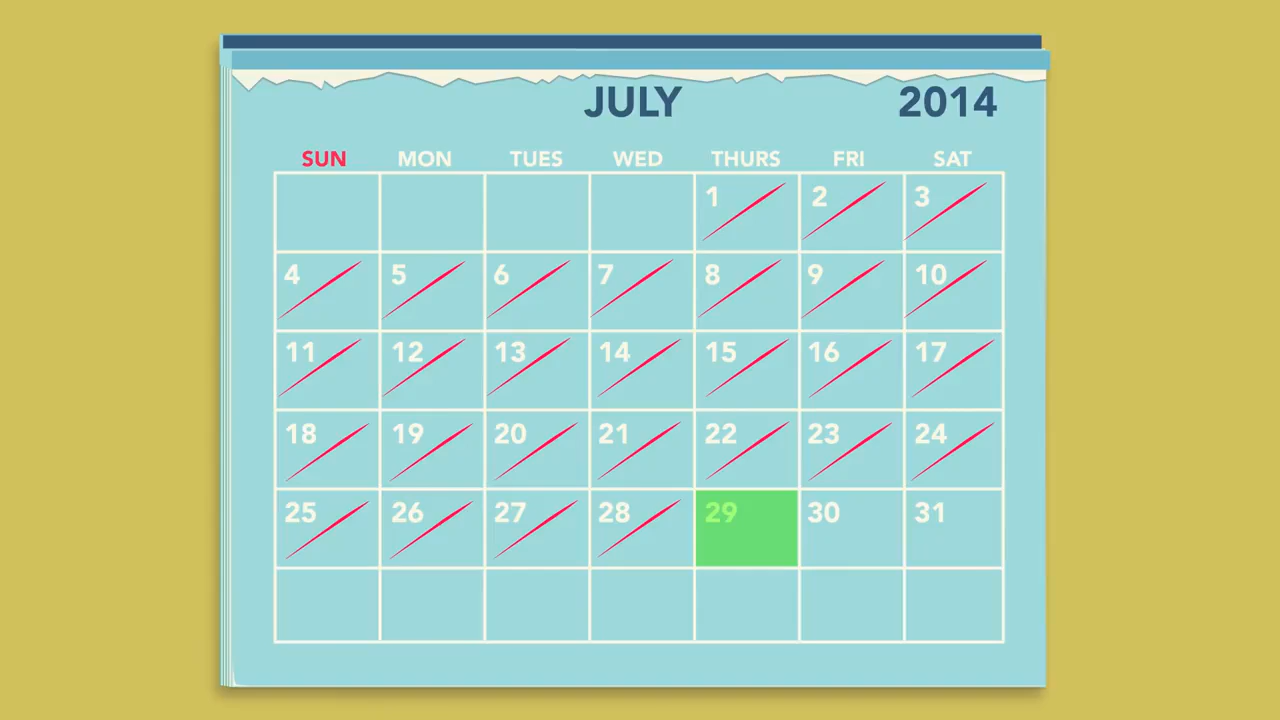 JULY 2014
SUN MON TUES WED THURS FRI SAT
1 2 3
4 5 6 7 8 9 10
11 12 13 14 15 16 17
18 19 20 21 22 23 24
25 26 27 28 29 30 31